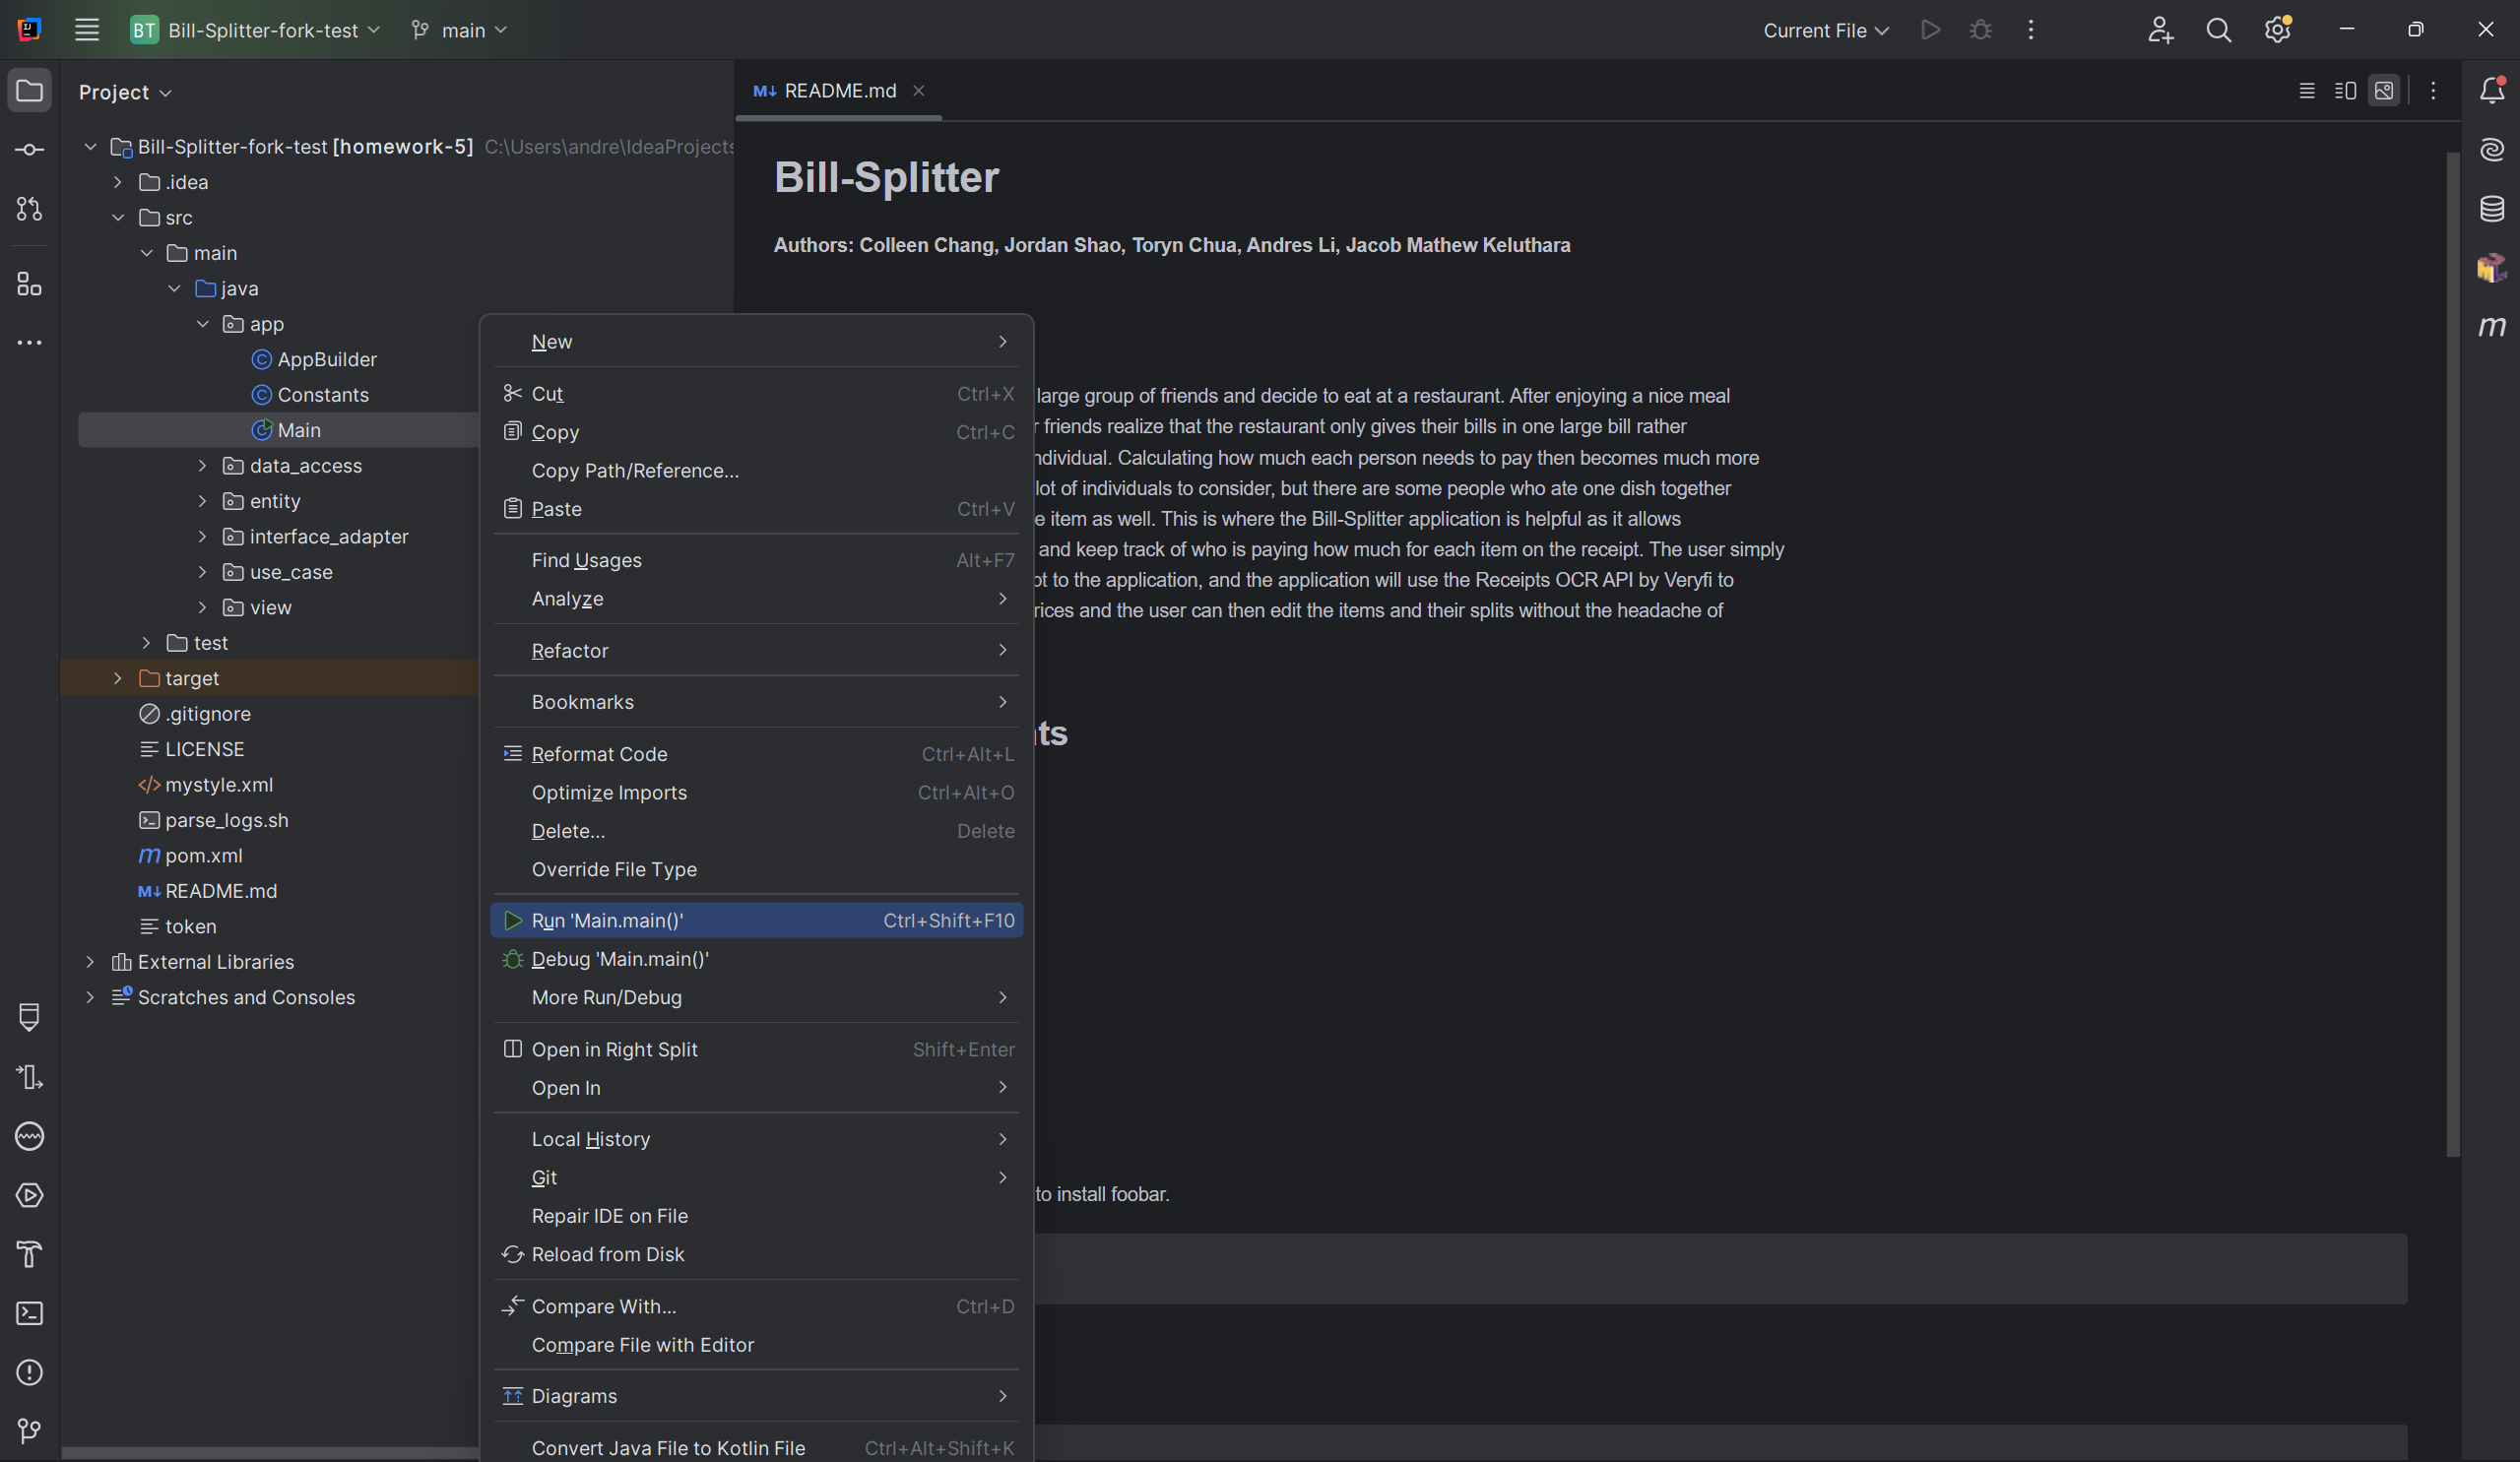 BT Bill-Splitter-fork-test main Current File
Project
Bill-Splitter-fork-test [homework-5] C:\Users\andre\IdeaProjects
.idea
src
main
java
app
AppBuilder
Constants
Main
data_access
entity
interface_adapter
use_case
view
test
target
.gitignore
LICENSE
mystyle.xml
parse_logs.sh
m pom.xml
M↓ README.md
token
External Libraries
Scratches and Consoles
New
Cut Ctrl+X
Copy Ctrl+C
Copy Path/Reference...
Paste Ctrl+V
Find Usages Alt+F7
Analyze
Refactor
Bookmarks
Reformat Code Ctrl+Alt+L
Optimize Imports Ctrl+Alt+O
Delete... Delete
Override File Type
Run 'Main.main()' Ctrl+Shift+F10
Debug 'Main.main()'
More Run/Debug
Open in Right Split Shift+Enter
Open In
Local History
Git
Repair IDE on File
Reload from Disk
Compare With... Ctrl+D
Compare File with Editor
Diagrams
Convert Java File to Kotlin File Ctrl+Alt+Shift+K
M↓ README.md
Bill-Splitter
Authors: Colleen Chang, Jordan Shao, Toryn Chua, Andres Li, Jacob Mathew Keluthara
large group of friends and decide to eat at a restaurant. After enjoying a nice meal
friends realize that the restaurant only gives their bills in one large bill rather
individual. Calculating how much each person needs to pay then becomes much more
lot of individuals to consider, but there are some people who ate one dish together
item as well. This is where the Bill-Splitter application is helpful as it allows
and keep track of who is paying how much for each item on the receipt. The user simply
to the application, and the application will use the Receipts OCR API by Veryfi to
and the user can then edit the items and their splits without the headache of
to install foobar.
m